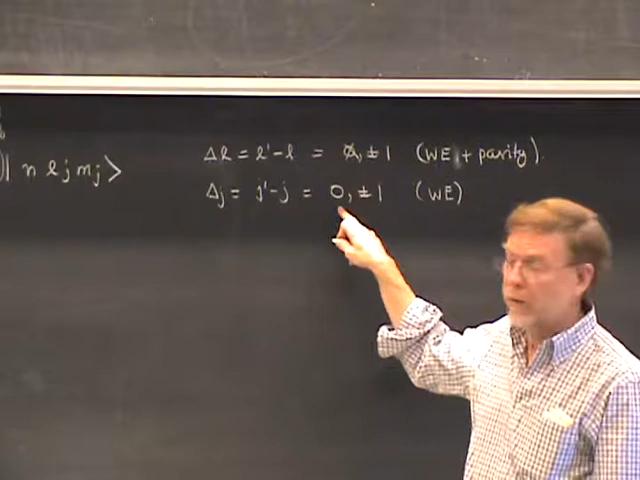 | n l j mj>
Δl = l' - l = 0, ±1 (WE + parity).
Δj = j' - j = 0, ±1 (WE)